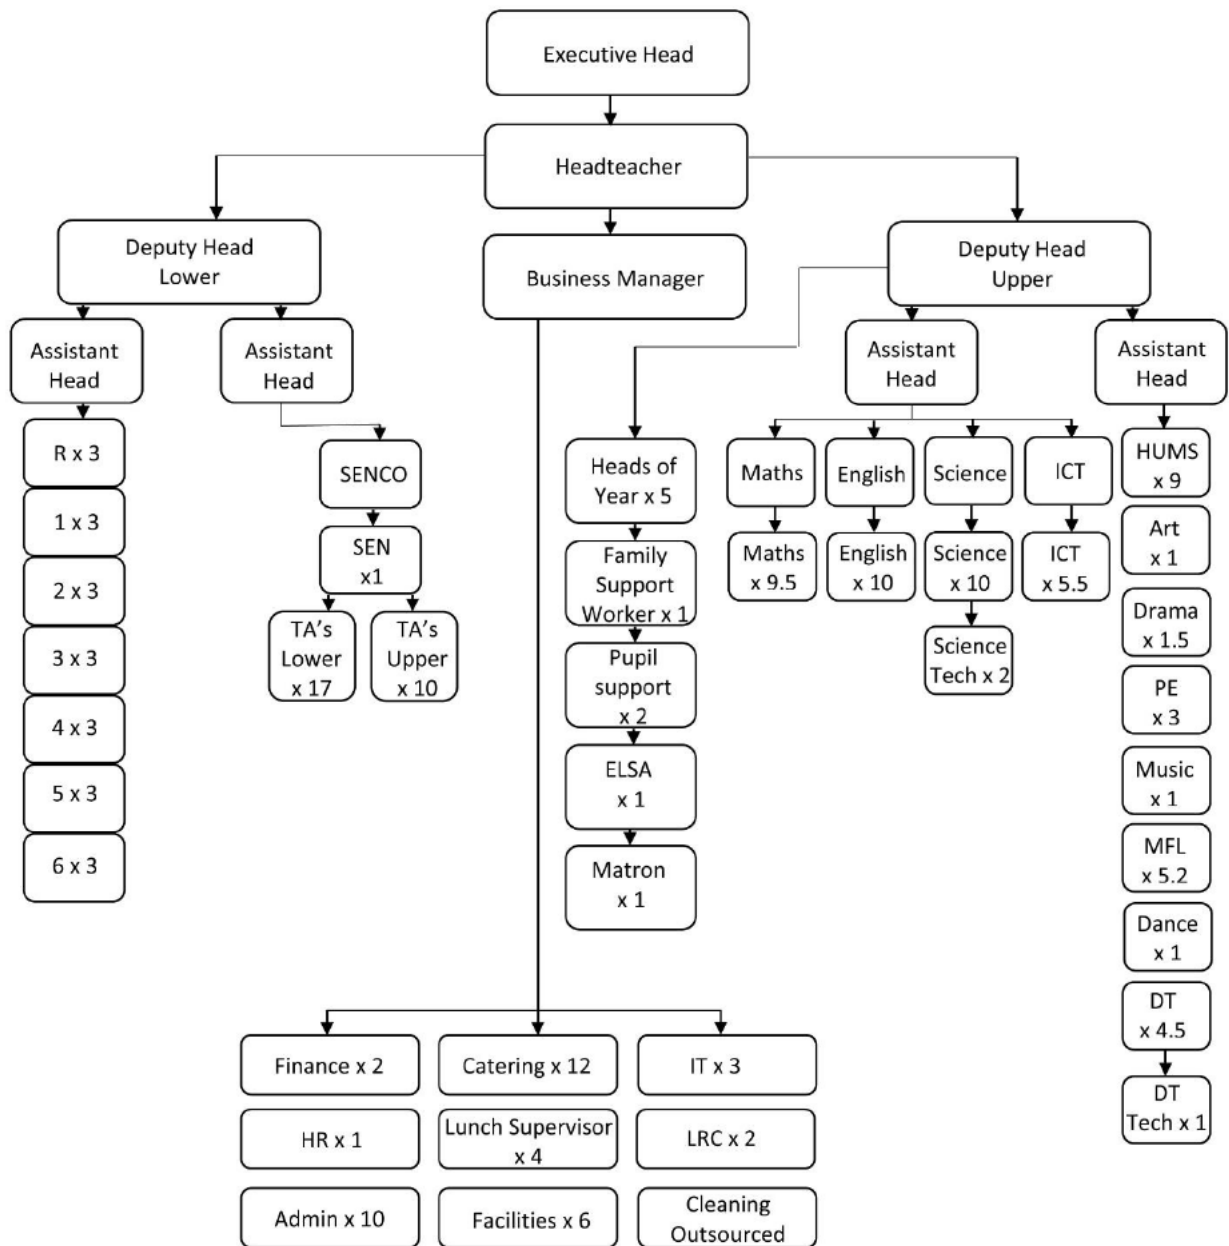 Executive Head
Headteacher
Deputy Head
Lower
Business Manager
Deputy Head
Upper
Assistant
Head
Assistant
Head
Assistant
Head
Assistant
Head
R x 3
1 x 3
2 x 3
3 x 3
4 x 3
5 x 3
6 x 3
SENCO
SEN
x1
TA's
Lower
x 17
TA's
Upper
x 10
Heads of
Year x 5
Family
Support
Worker x 1
Pupil
support
x 2
ELSA
x 1
Matron
x 1
Maths
English
Science
ICT
Maths
x 9.5
English
x 10
Science
x 10
ICT
x 5.5
Science
Tech x 2
HUMS
x 9
Art
x 1
Drama
x 1.5
PE
x 3
Music
x 1
MFL
x 5.2
Dance
x 1
DT
x 4.5
DT
Tech x 1
Finance x 2
Catering x 12
IT x 3
HR x 1
Lunch Supervisor
x 4
LRC x 2
Admin x 10
Facilities x 6
Cleaning
Outsourced